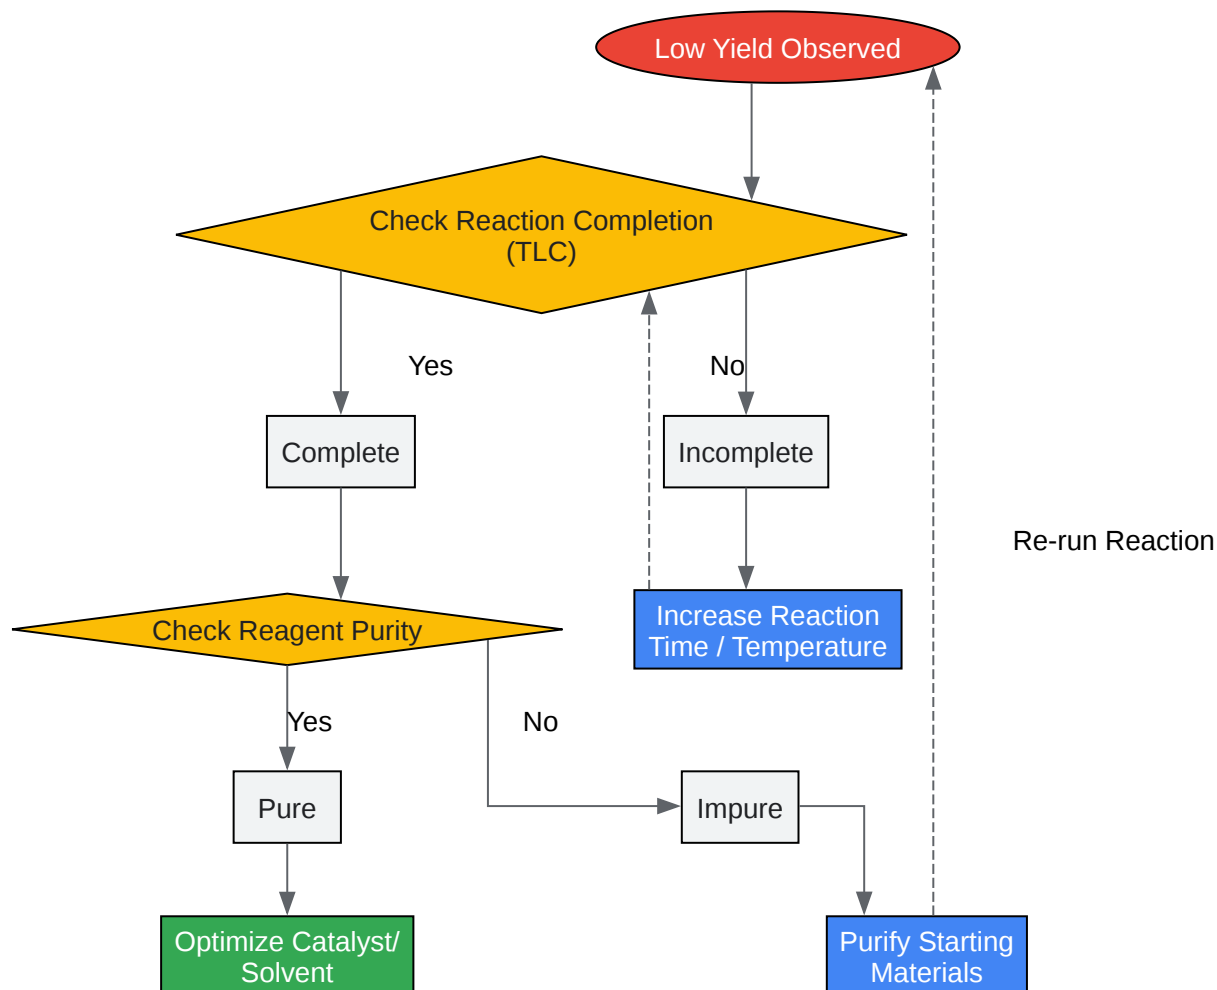 Low Yield Observed
Check Reaction Completion
(TLC)
Yes
No
Complete
Incomplete
Re-run Reaction
Increase Reaction
Time / Temperature
Check Reagent Purity
Yes
No
Pure
Impure
Optimize Catalyst/
Solvent
Purify Starting
Materials